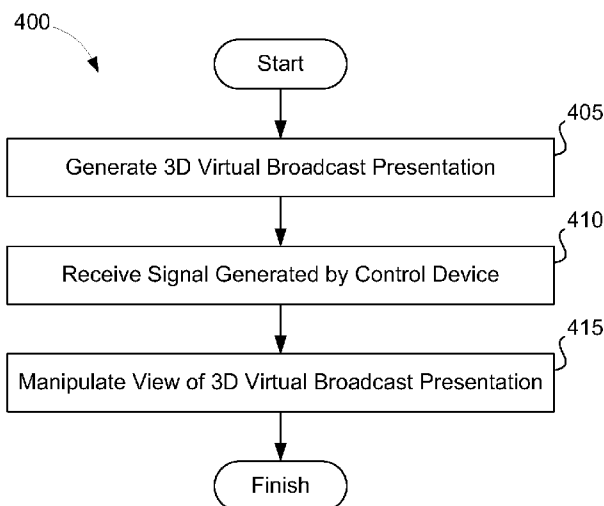 400
Start
405
Generate 3D Virtual Broadcast Presentation
410
Receive Signal Generated by Control Device
415
Manipulate View of 3D Virtual Broadcast Presentation
Finish